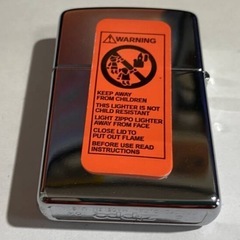 WARNING
KEEP AWAY
FROM CHILDREN
THIS LIGHTER IS NOT
CHILD RESISTANT
LIGHT ZIPPO LIGHTER
AWAY FROM FACE
CLOSE LID TO
PUT OUT FLAME
BEFORE USE READ
INSTRUCTIONS